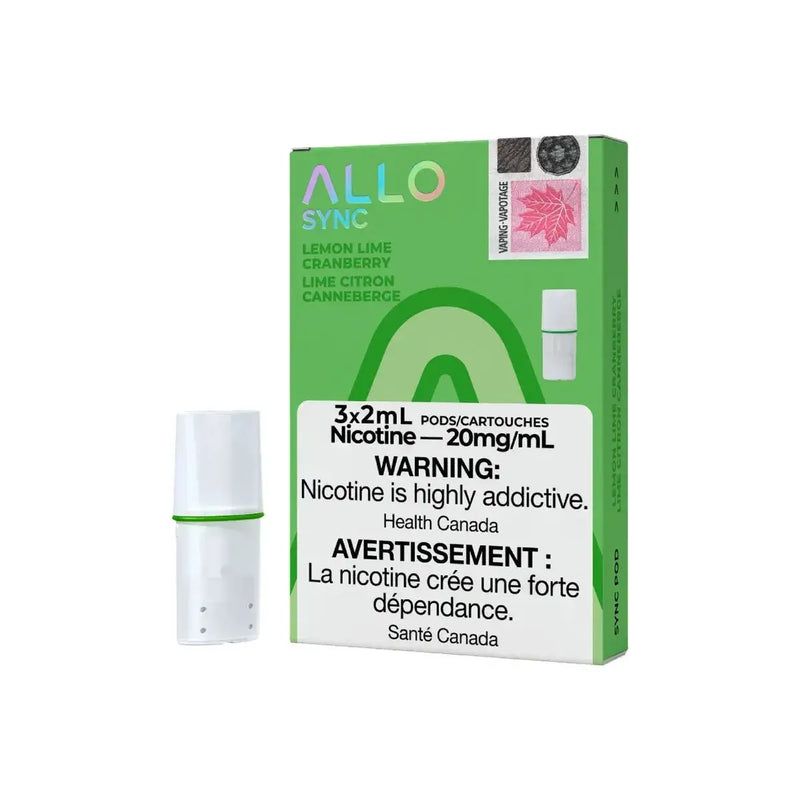 ALLO
SYNC
LEMON LIME
CRANBERRY
LIME CITRON
CANNEBERGE
VAPING-VAPOTAGE
3x2mL PODS/CARTOUCHES
Nicotine — 20mg/mL
WARNING:
Nicotine is highly addictive.
Health Canada
AVERTISSEMENT :
La nicotine crée une forte
dépendance.
Santé Canada
LEMON LIME CRANBERRY
LIME CITRON CANNEBERGE
SYNC POD